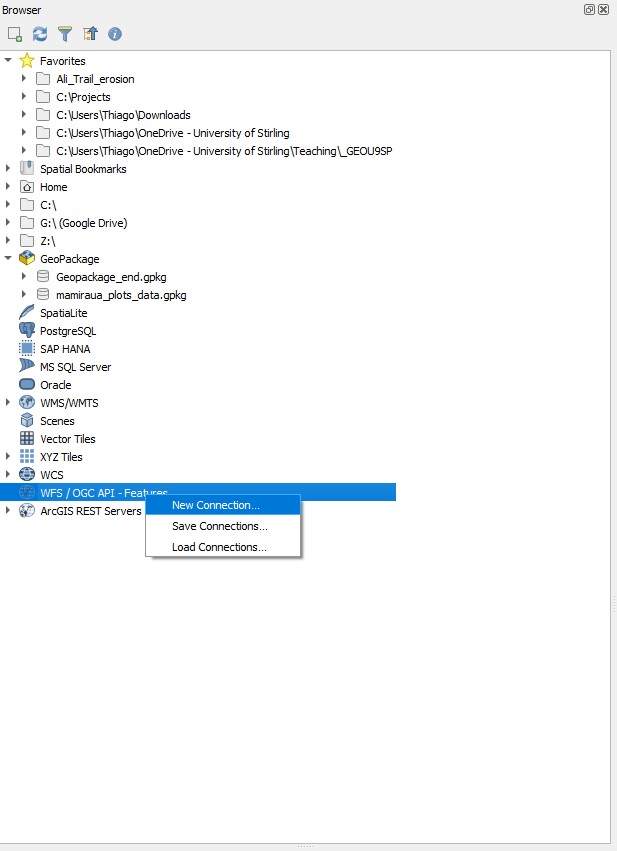 Browser
Favorites
Ali_Trail_erosion
C:\Projects
C:\Users\Thiago\Downloads
C:\Users\Thiago\OneDrive - University of Stirling
C:\Users\Thiago\OneDrive - University of Stirling\Teaching\_GEOU9SP
Spatial Bookmarks
Home
C:\
G:\ (Google Drive)
Z:\
GeoPackage
Geopackage_end.gpkg
mamiraua_plots_data.gpkg
SpatiaLite
PostgreSQL
SAP HANA
MS SQL Server
Oracle
WMS/WMTS
Scenes
Vector Tiles
XYZ Tiles
WCS
WFS / OGC API - Features
New Connection...
ArcGIS REST Servers
Save Connections...
Load Connections...